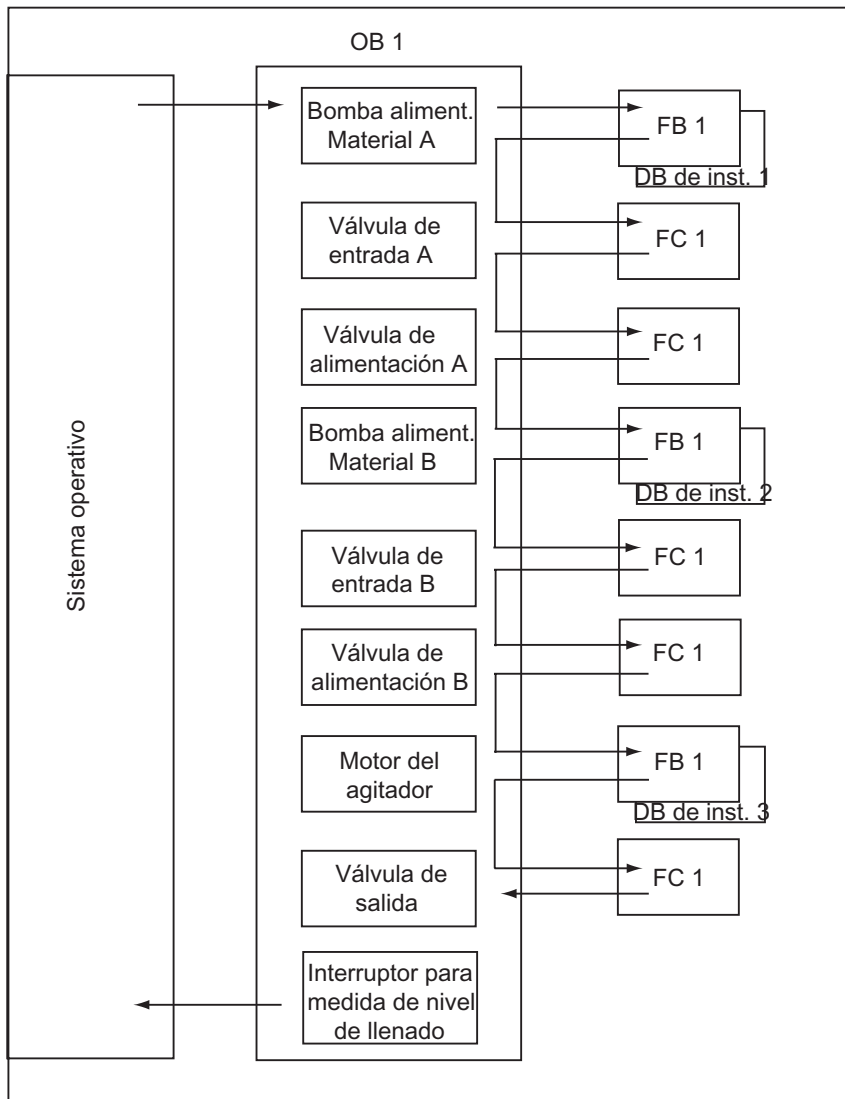 OB 1
Sistema operativo
Bomba aliment.
Material A
FB 1
DB de inst. 1
Válvula de
entrada A
FC 1
Válvula de
alimentación A
FC 1
Bomba aliment.
Material B
FB 1
DB de inst. 2
Válvula de
entrada B
FC 1
Válvula de
alimentación B
FC 1
Motor del
agitador
FB 1
DB de inst. 3
Válvula de
salida
FC 1
Interruptor para
medida de nivel
de llenado